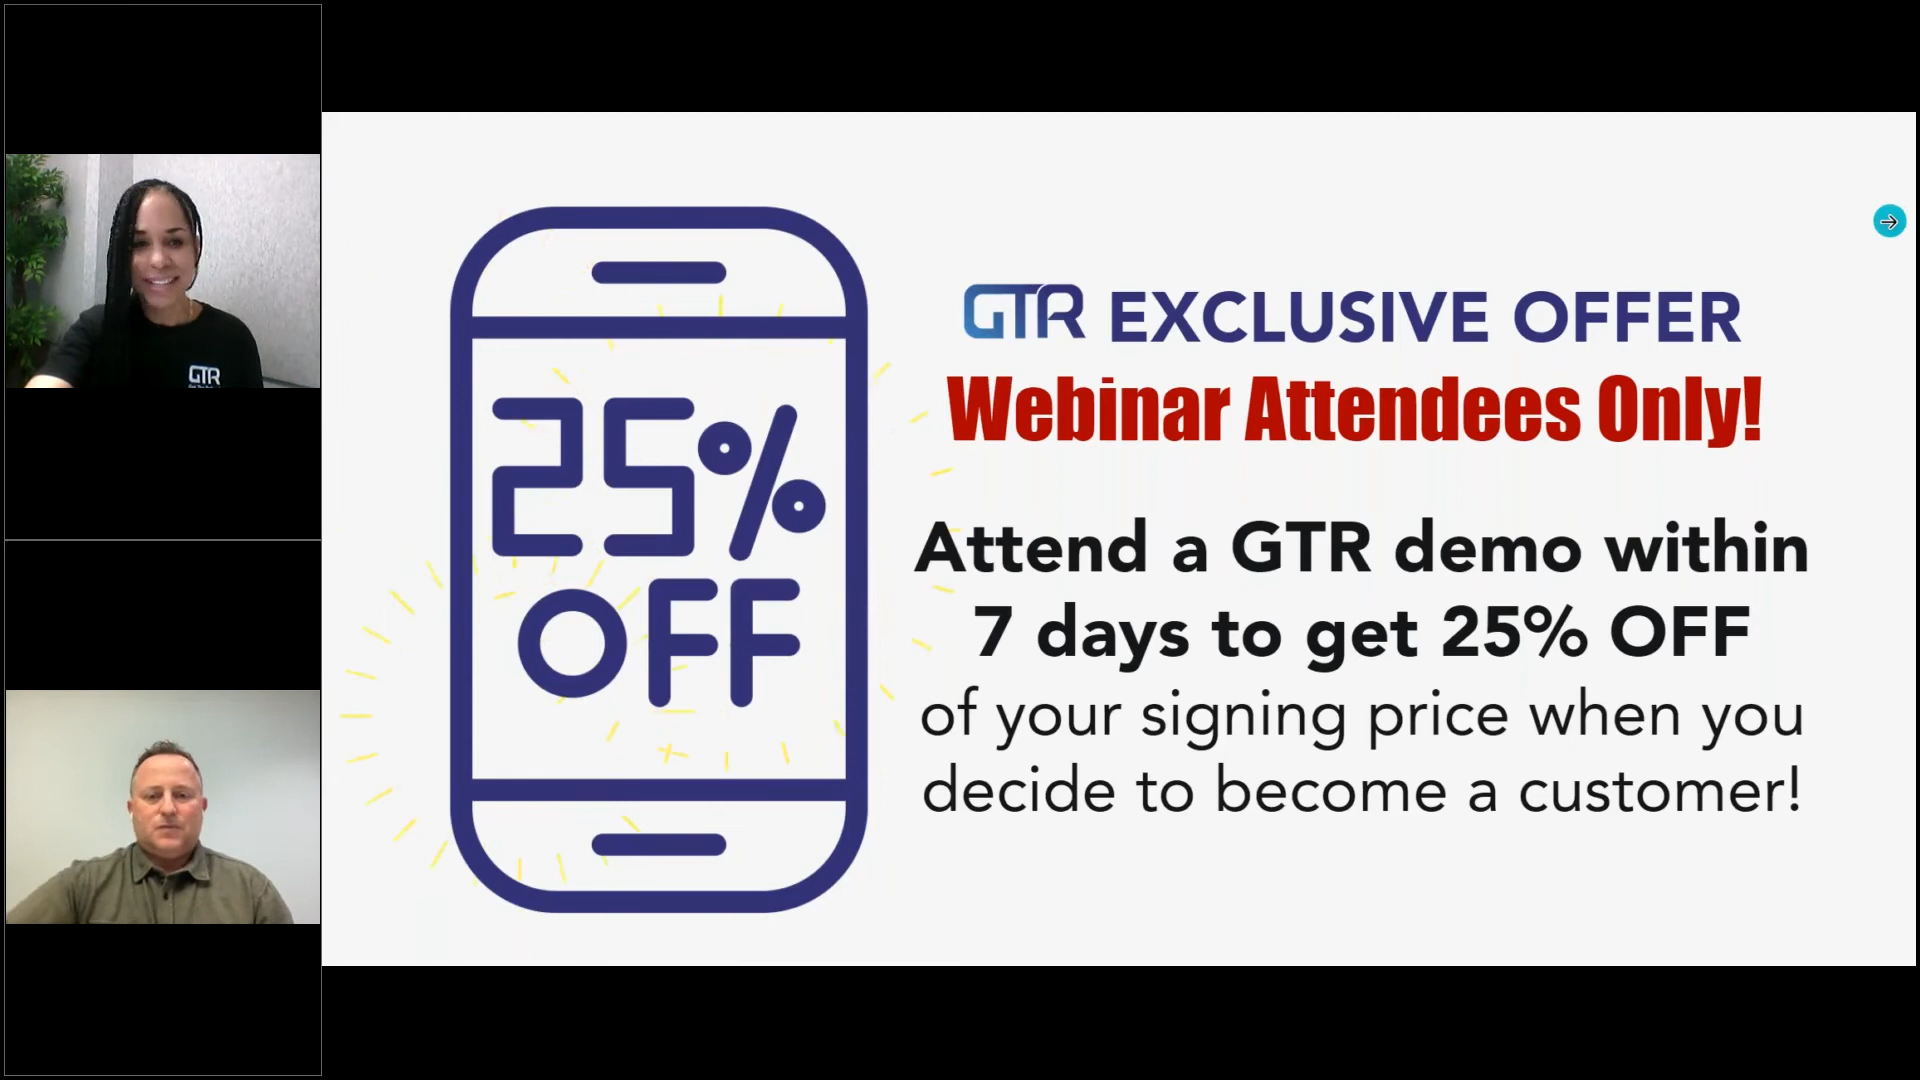 GTR
25%
OFF
GTR EXCLUSIVE OFFER
Webinar Attendees Only!
Attend a GTR demo within
7 days to get 25% OFF
of your signing price when you
decide to become a customer!